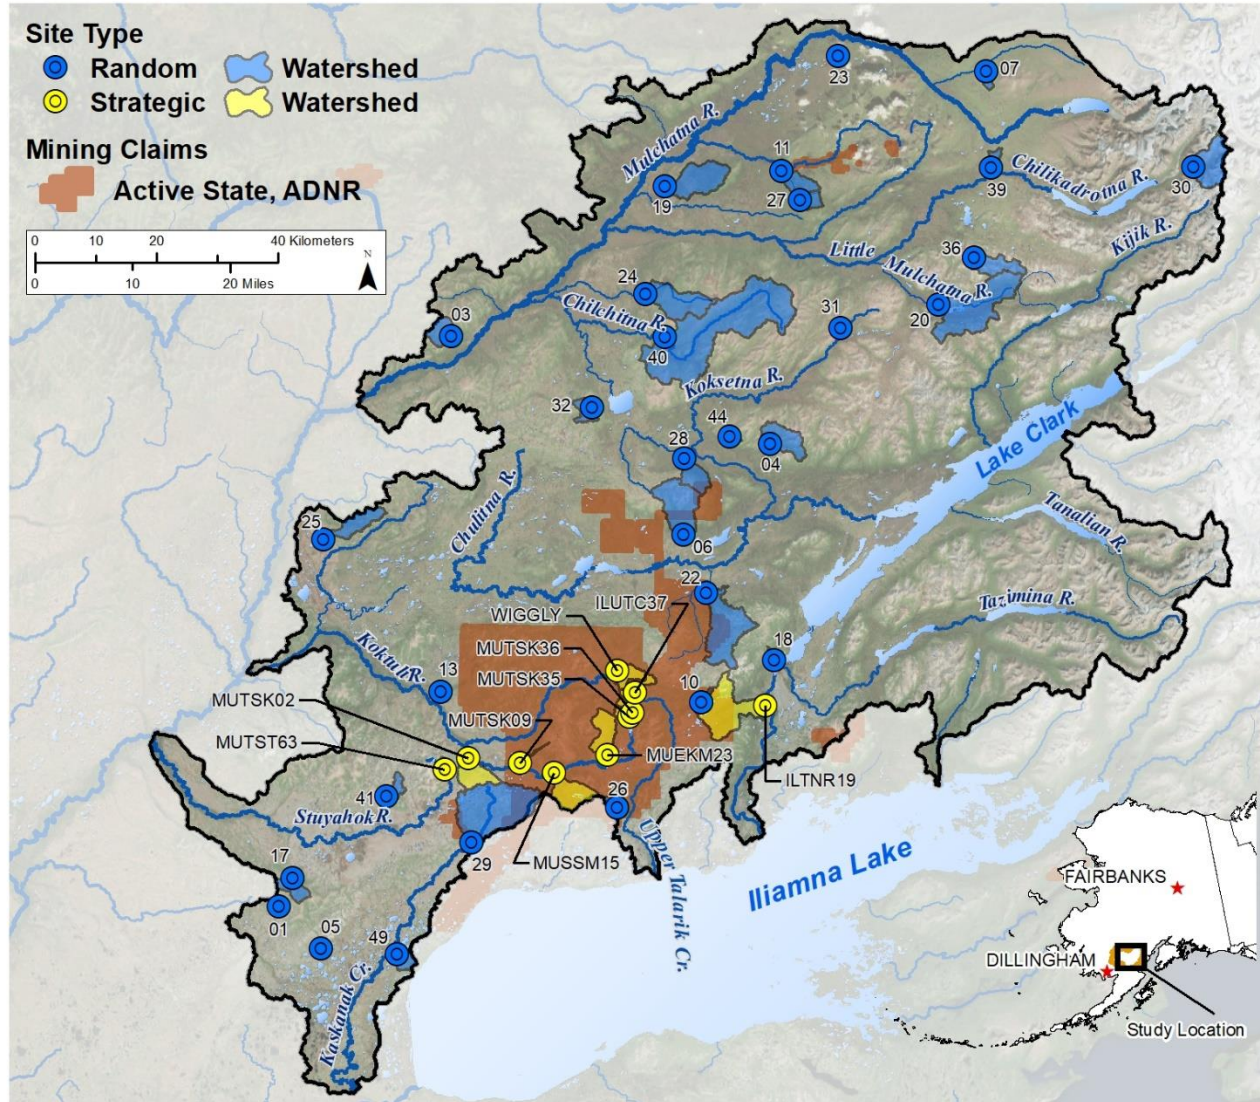 Site Type
Random
Watershed
Strategic
Watershed
Mining Claims
Active State, ADNR
0 10 20 40 Kilometers
0 10 20 Miles
N
23
07
Mulchatna R.
11
19
27
39
Chilikadrotna R.
30
Kijik R.
Little Mulchatna R.
36
24
20
03
Chilchitna R.
40
31
Koksetna R.
32
44
28
04
Lake Clark
Chulitna R.
25
06
Tanalian R.
22
ILUTC37
WIGGLY
Tazimina R.
MUTSK36
18
Koktuli R.
13
MUTSK35
10
MUTSK02
MUTSK09
MUTST63
MUEKM23
ILTNR19
41
26
Stuyahok R.
29
MUSSM15
Upper Talarik Cr.
Iliamna Lake
17
01
05
49
Kaskanak Cr.
FAIRBANKS
DILLINGHAM
Study Location